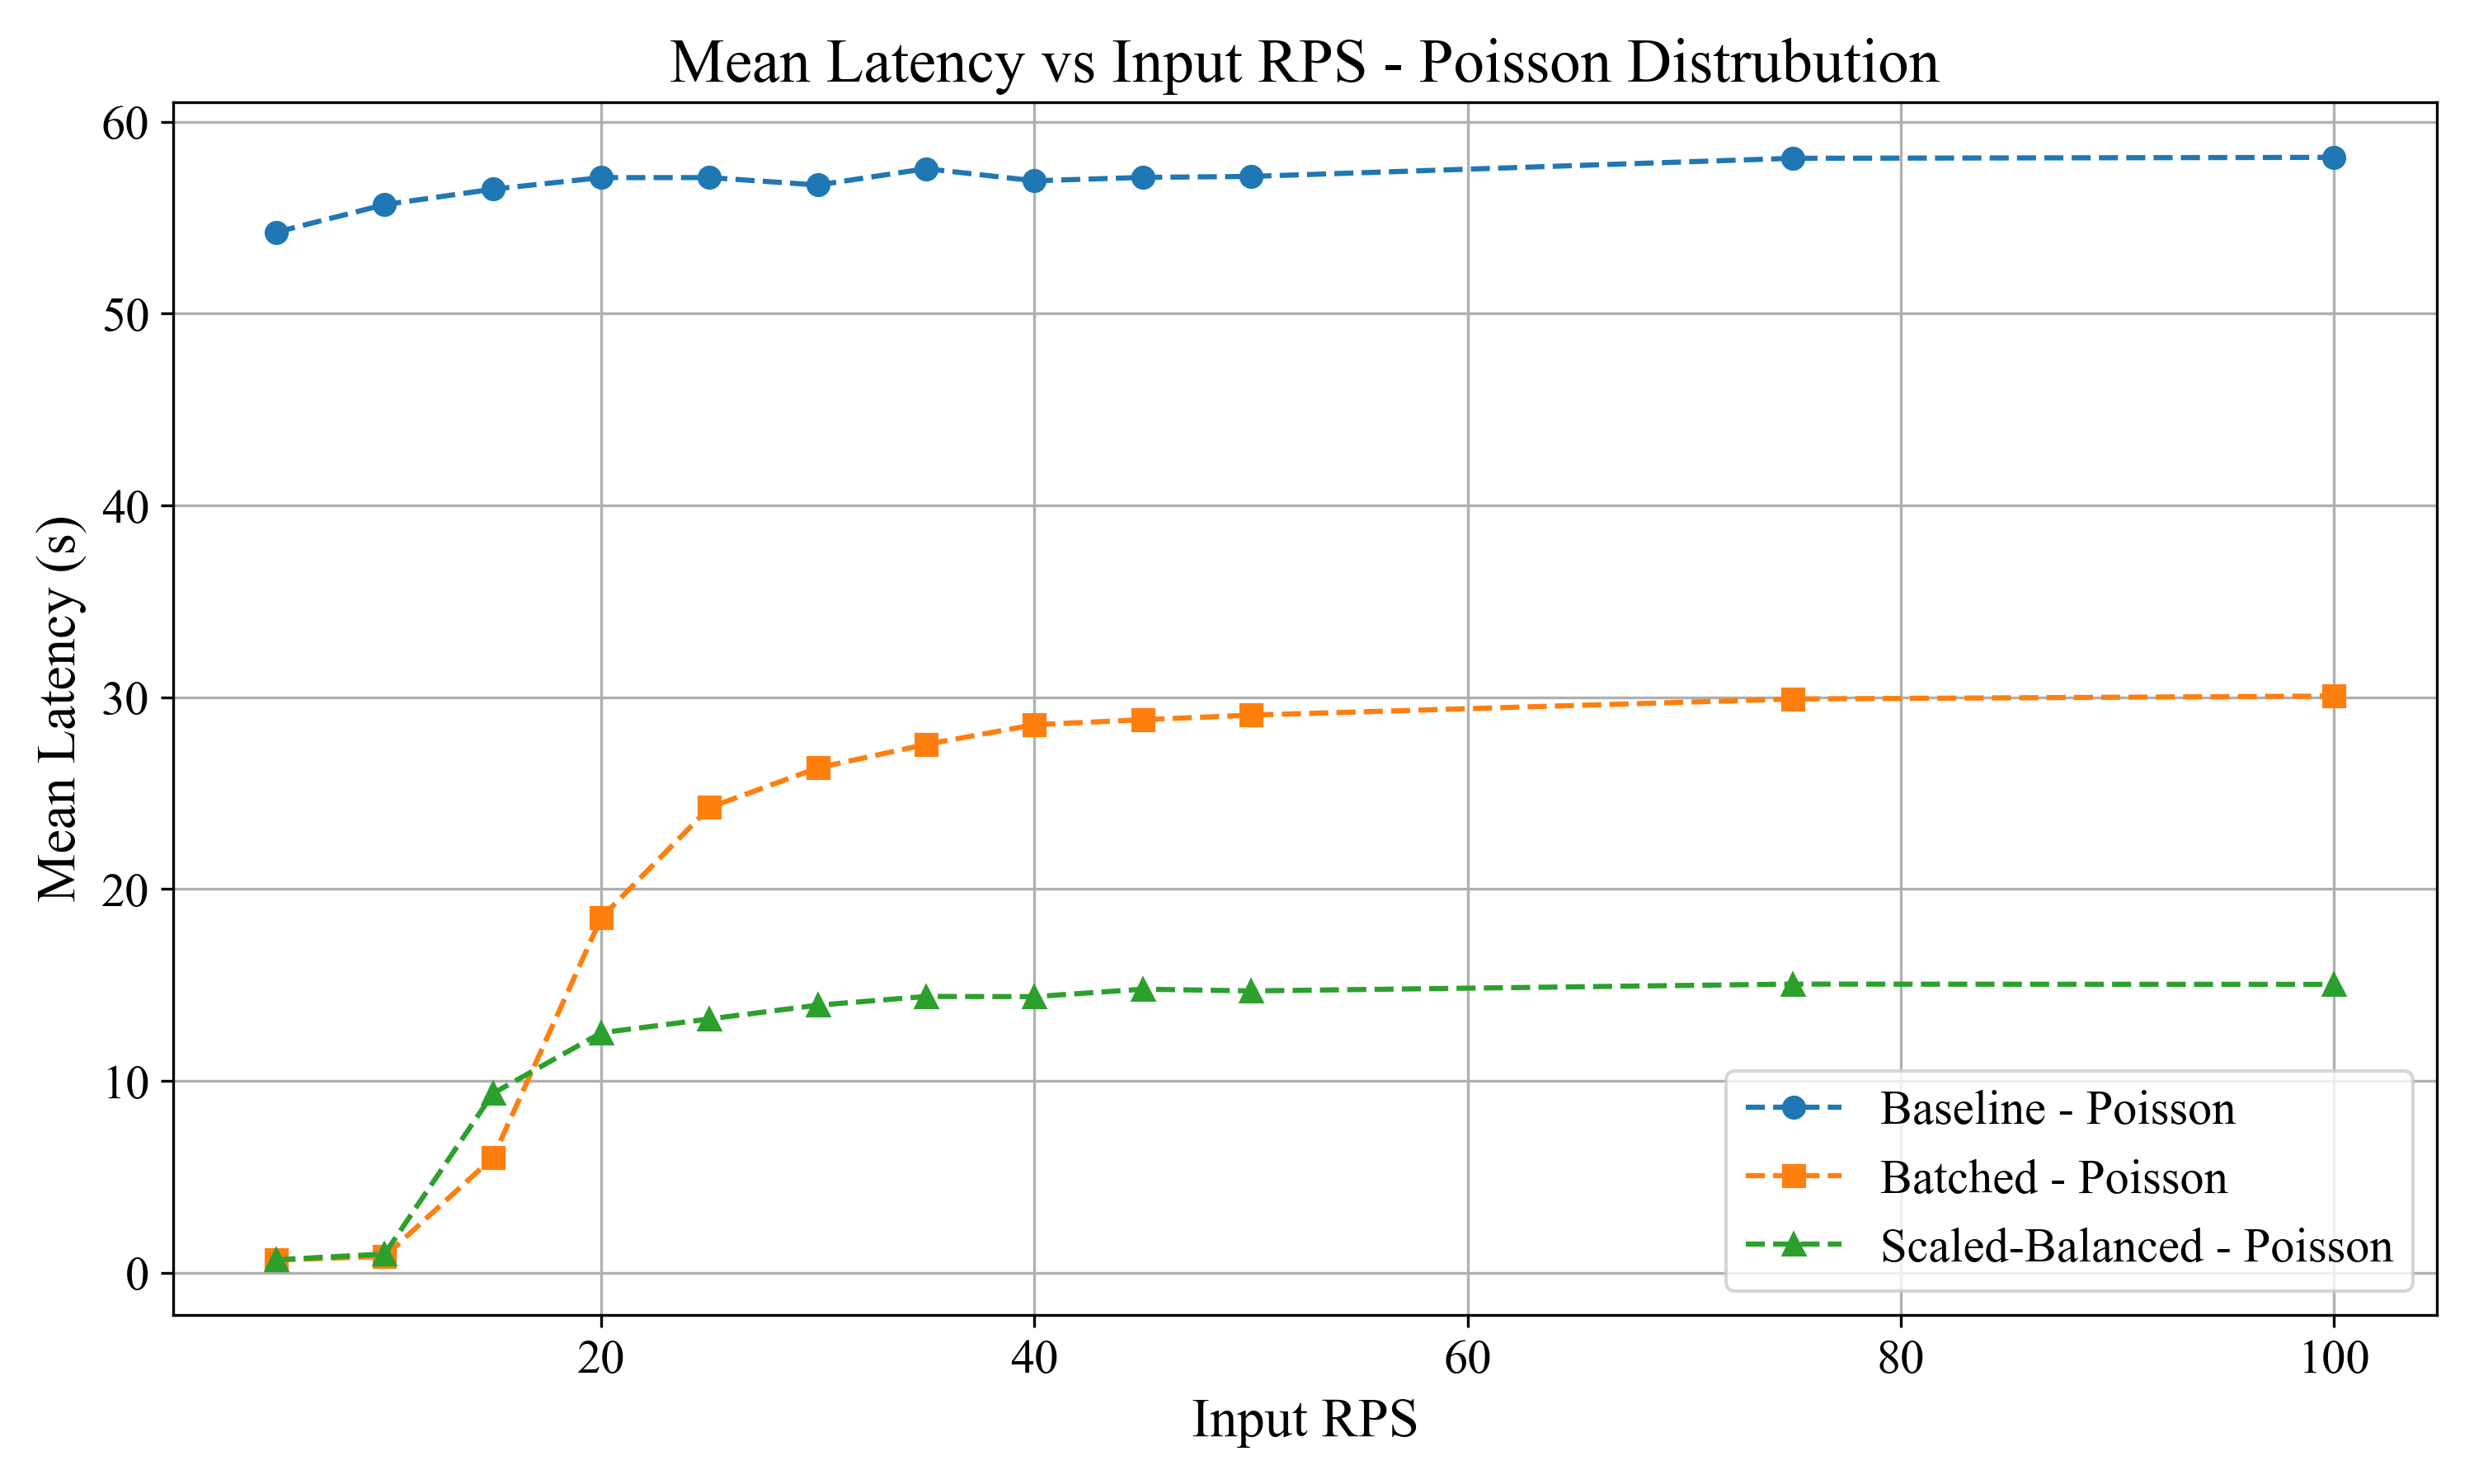 Mean Latency vs Input RPS - Poisson Distrubution
60
50
40
30
20
10
0
Mean Latency (s)
20 40 60 80 100
Input RPS
Baseline - Poisson
Batched - Poisson
Scaled-Balanced - Poisson